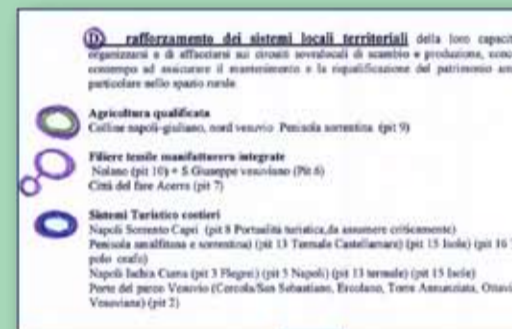 D) rafforzamento dei sistemi locali territoriali della loro capacit
organizzarsi e di affacciarsi sui circuiti sovralocali di scambio e produzione, conc
contempo ad assicurare il mantenimento e la riqualificazione del patrimonio am
particolare nello spazio rurale
Agricoltura qualificata
Colline napoli-giuliano, nord vesuvio Penisola sorrentina (pit 9)
Filiere tessile manifatturero integrate
Nolano (pit 10) + S Giuseppe vesuviano (Pit 6)
Città del fare Acerra (pit 7)
Sistemi Turistico costieri
Napoli Sorrento Capri (pit 8 Portualità turistica,da assumere criticamente)
Penisola amalfitana e sorrentina) (pit 13 Termale Castellamare) (pit 15 Isole) (pit 16
polo orafo)
Napoli Ischia Cuma (pit 3 Flegrei) (pit 5 Napoli) (pit 13 termale) (pit 15 Isole)
Porte del parco Vesuvio (Cercola/San Sebastiano, Ercolano, Torre Annunziata, Ottavi
Vesuviana) (pit 2)